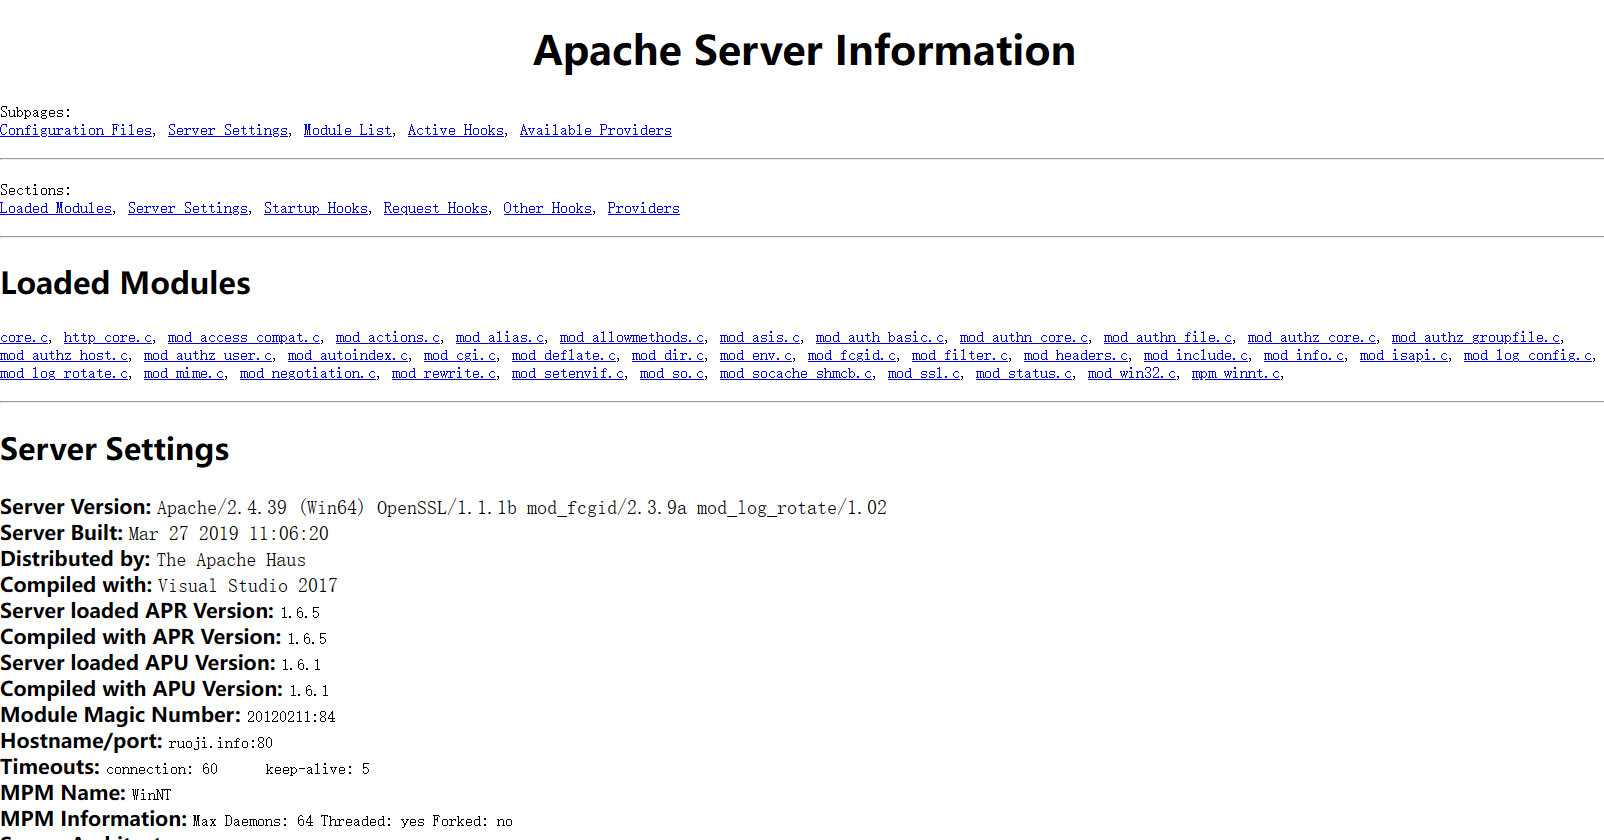 Apache Server Information
Subpages:
Configuration Files, Server Settings, Module List, Active Hooks, Available Providers
Sections:
Loaded Modules, Server Settings, Startup Hooks, Request Hooks, Other Hooks, Providers
Loaded Modules
core.c, http_core.c, mod_access_compat.c, mod_actions.c, mod_alias.c, mod_allowmethods.c, mod_asis.c, mod_auth_basic.c, mod_authn_core.c, mod_authn_file.c, mod_authz_core.c, mod_authz_groupfile.c,
mod_authz_host.c, mod_authz_user.c, mod_autoindex.c, mod_cgi.c, mod_deflate.c, mod_dir.c, mod_env.c, mod_fcgid.c, mod_filter.c, mod_headers.c, mod_include.c, mod_info.c, mod_isapi.c, mod_log_config.c,
mod_log_rotate.c, mod_mime.c, mod_negotiation.c, mod_rewrite.c, mod_setenvif.c, mod_so.c, mod_socache_shmcb.c, mod_ssl.c, mod_status.c, mod_win32.c, mpm_winnt.c,
Server Settings
Server Version: Apache/2.4.39 (Win64) OpenSSL/1.1.1b mod_fcgid/2.3.9a mod_log_rotate/1.02
Server Built: Mar 27 2019 11:06:20
Distributed by: The Apache Haus
Compiled with: Visual Studio 2017
Server loaded APR Version: 1.6.5
Compiled with APR Version: 1.6.5
Server loaded APU Version: 1.6.1
Compiled with APU Version: 1.6.1
Module Magic Number: 20120211:84
Hostname/port: ruoji.info:80
Timeouts: connection: 60 keep-alive: 5
MPM Name: WinNT
MPM Information: Max Daemons: 64 Threaded: yes Forked: no